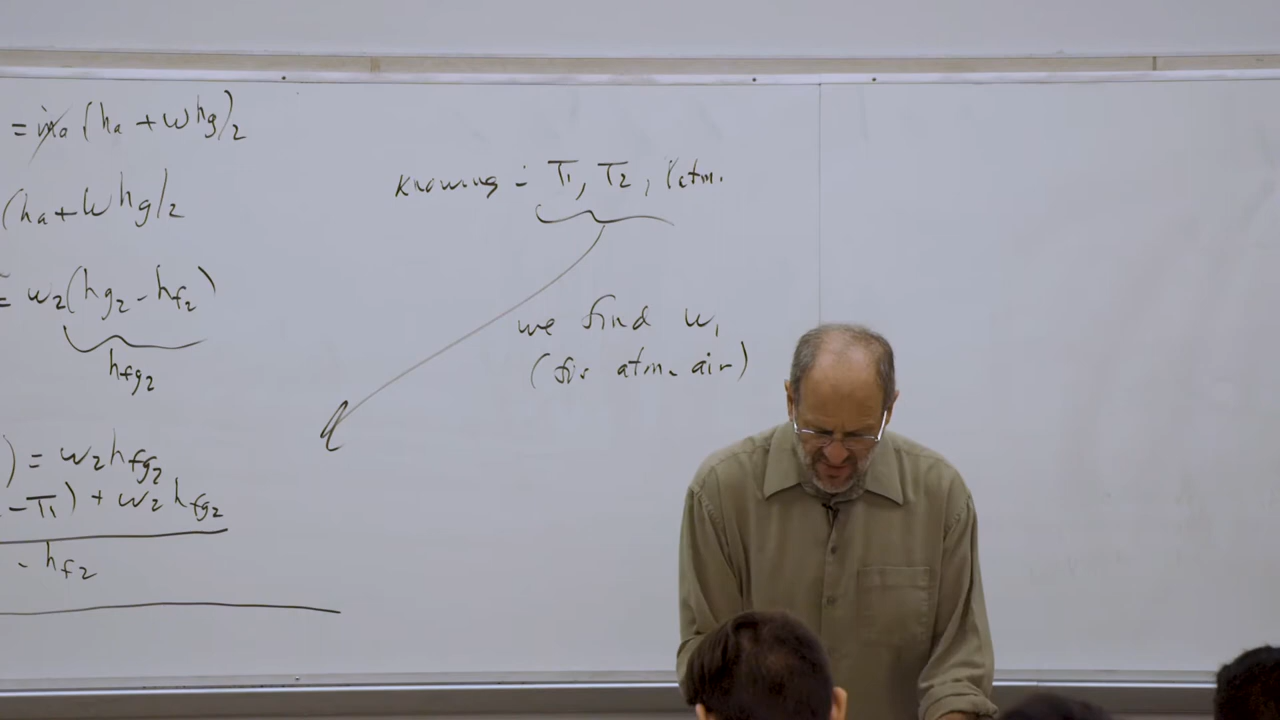 = ṁa (ha + ωhg)2
(ha + ωhg)2
= ω2(hg2 - hf2)
hfg2
) = ω2hfg2
- T1) + ω2hfg2
- hf2
Knowing: T1, T2, Patm.
we find ω1
(for atm. air)